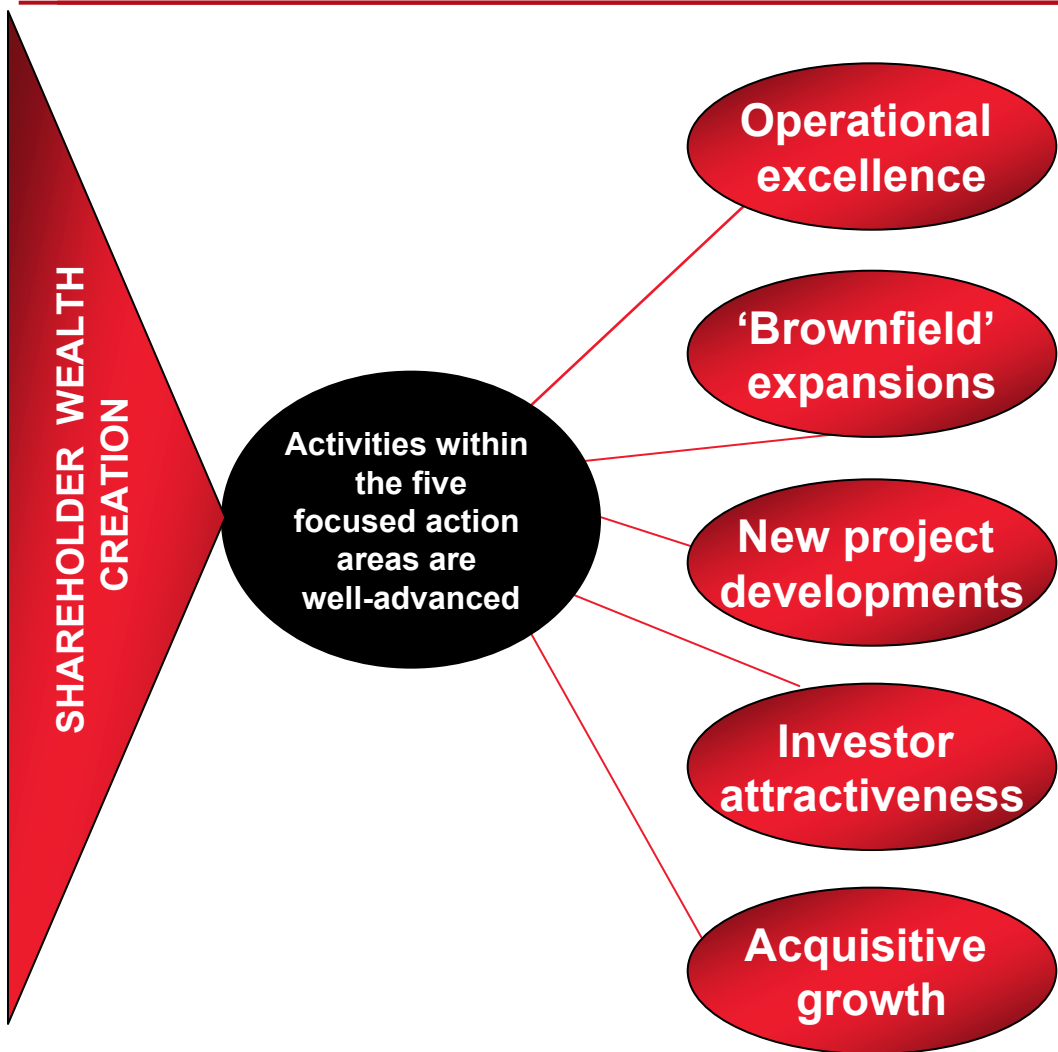 SHAREHOLDER WEALTH
CREATION
Activities within
the five
focused action
areas are
well-advanced
Operational
excellence
‘Brownfield’
expansions
New project
developments
Investor
attractiveness
Acquisitive
growth